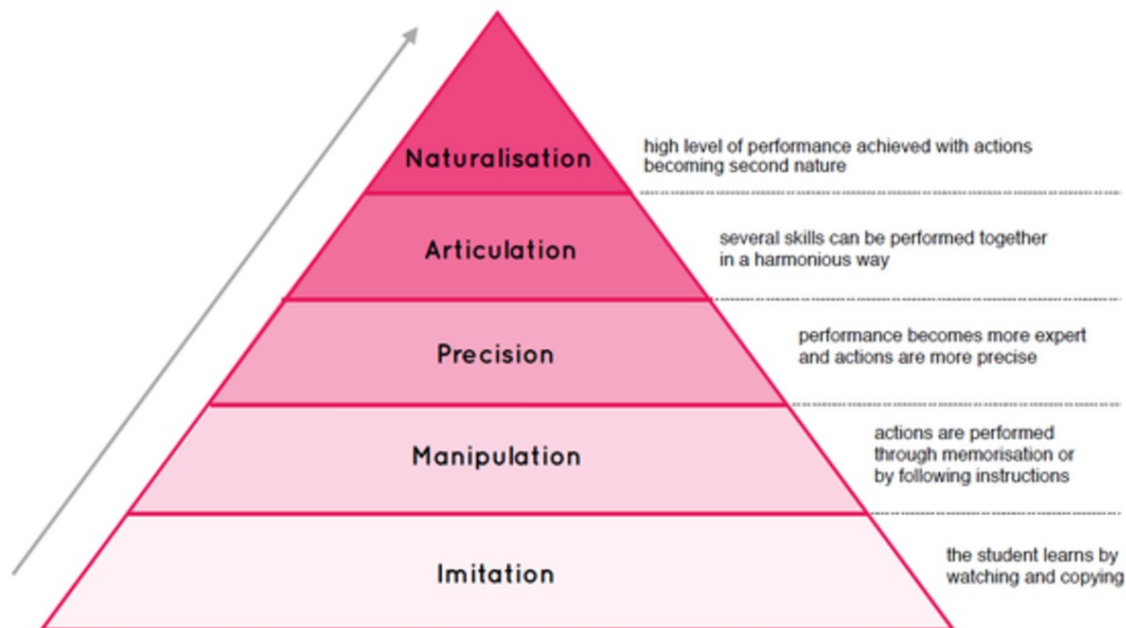 Naturalisation
high level of performance achieved with actions
becoming second nature
Articulation
several skills can be performed together
in a harmonious way
Precision
performance becomes more expert
and actions are more precise
Manipulation
actions are performed
through memorisation or
by following instructions
Imitation
the student learns by
watching and copying